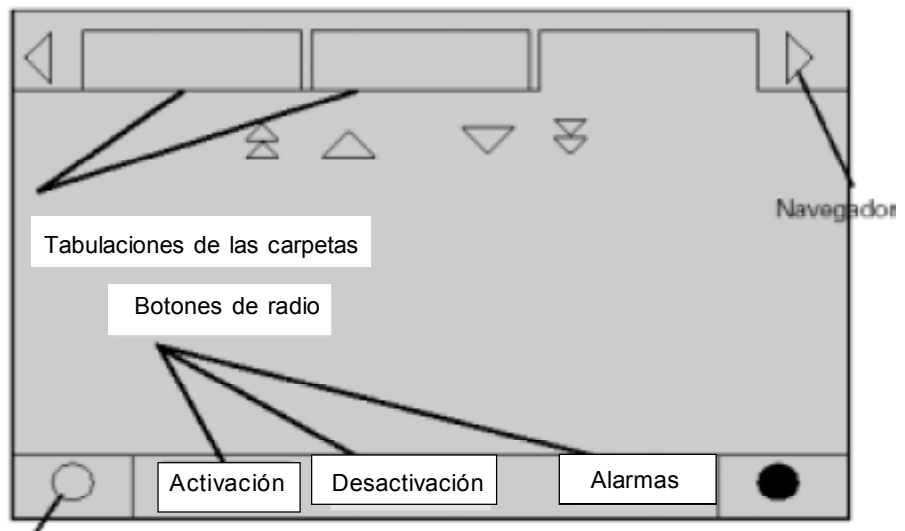 Navegador
Tabulaciones de las carpetas
Botones de radio
Activación
Desactivación
Alarmas